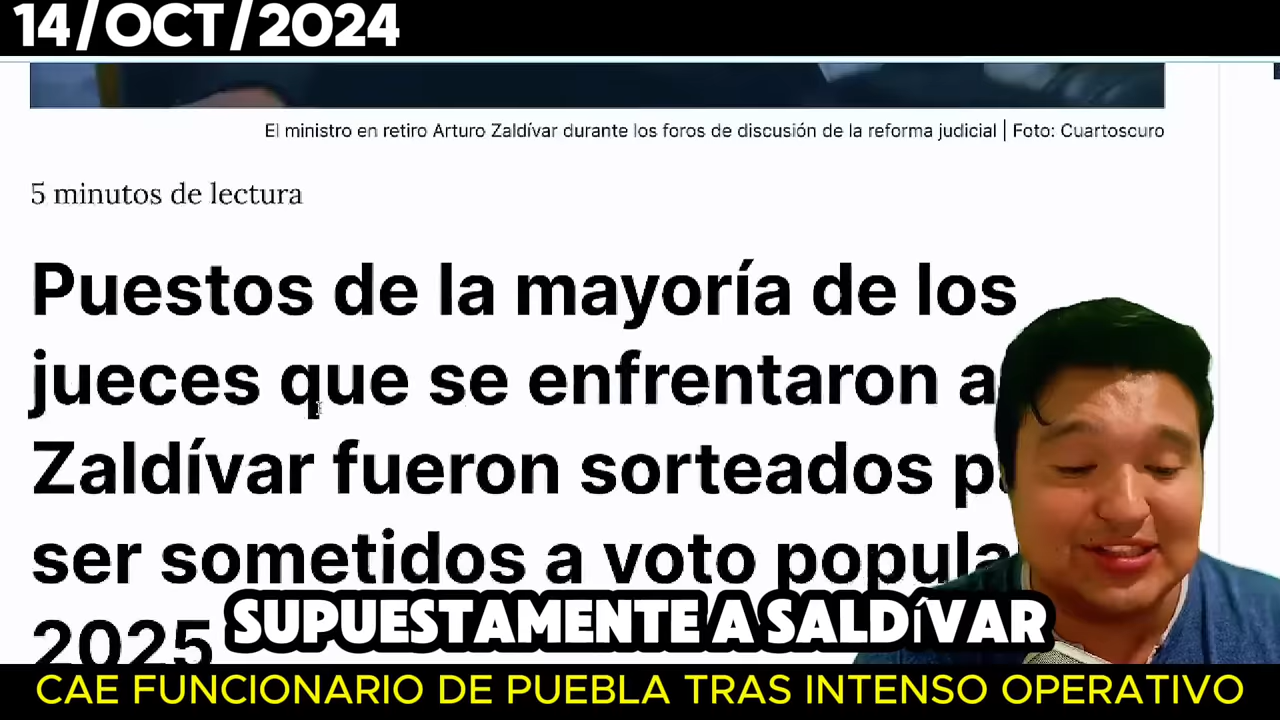 14/OCT/2024
El ministro en retiro Arturo Zaldívar durante los foros de discusión de la reforma judicial | Foto: Cuartoscuro
5 minutos de lectura
Puestos de la mayoría de los
jueces que se enfrentaron a
Zaldívar fueron sorteados
ser sometidos a voto
2025
SUPUESTAMENTE A SALDíVAR
CAE FUNCIONARIO DE PUEBLA TRAS INTENSO OPERATIVO